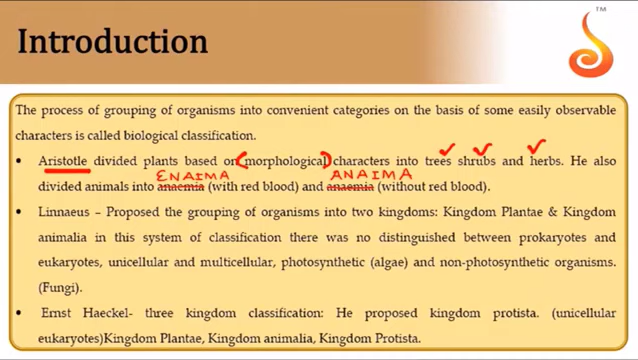 Introduction
TM
The process of grouping of organisms into convenient categories on the basis of some easily observable
characters is called biological classification.
• Aristotle divided plants based on (morphological) characters into trees shrubs and herbs. He also
ENAIMA ANAIMA
divided animals into anaemia (with red blood) and anaemia (without red blood).
• Linnaeus – Proposed the grouping of organisms into two kingdoms: Kingdom Plantae & Kingdom
animalia in this system of classification there was no distinguished between prokaryotes and
eukaryotes, unicellular and multicellular, photosynthetic (algae) and non-photosynthetic organisms.
(Fungi).
• Ernst Haeckel- three kingdom classification: He proposed kingdom protista. (unicellular
eukaryotes)Kingdom Plantae, Kingdom animalia, Kingdom Protista.